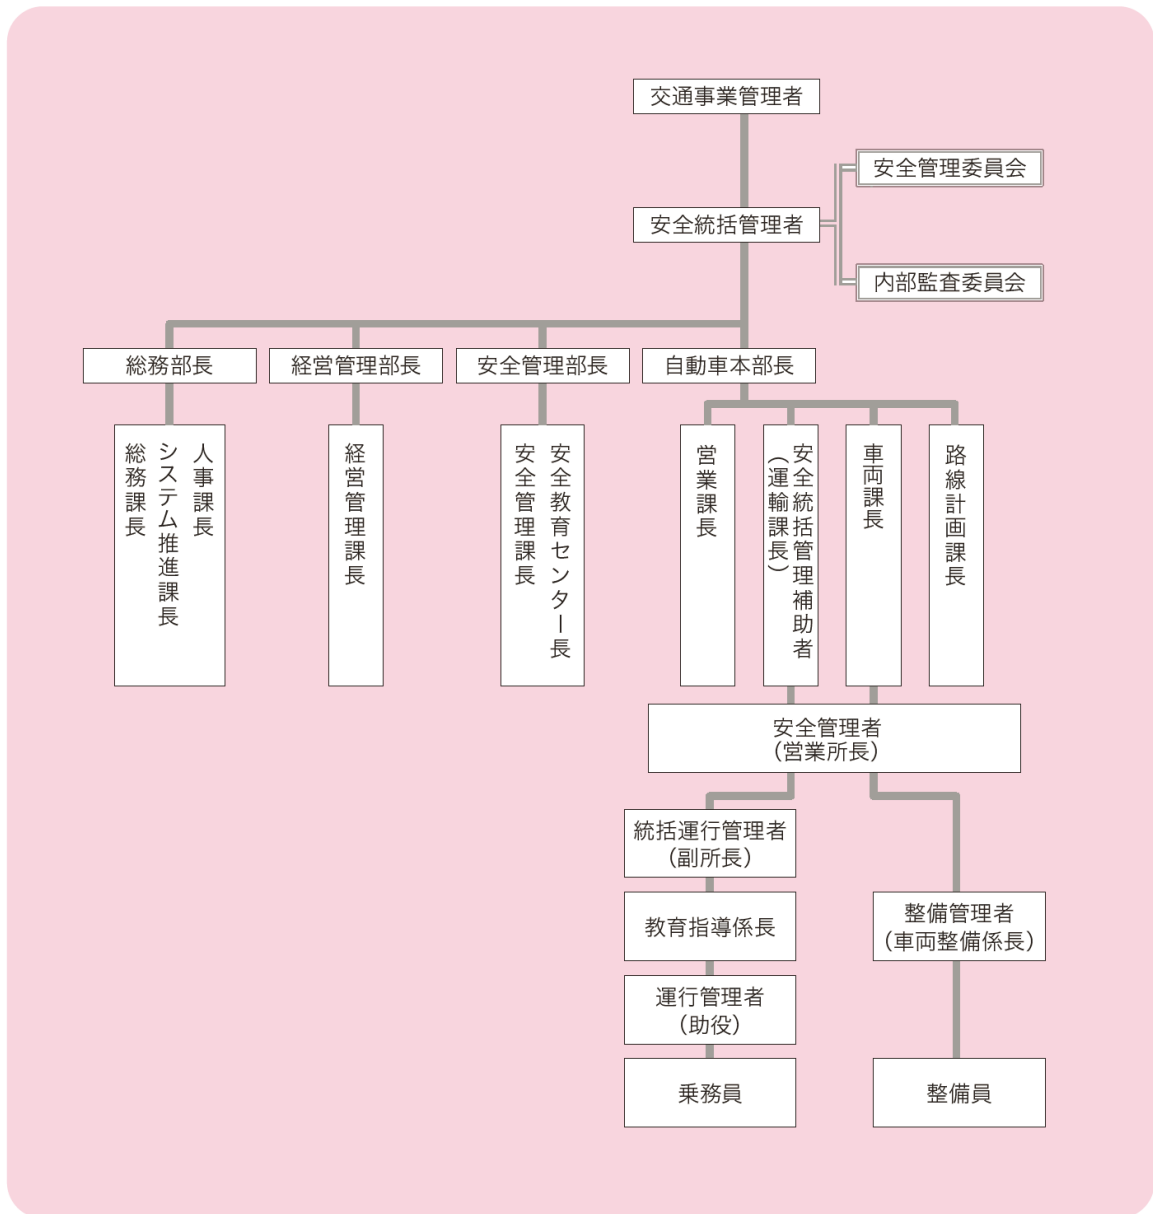 交通事業管理者
安全管理委員会
安全統括管理者
内部監査委員会
総務部長
経営管理部長
安全管理部長
自動車本部長
人事課長
システム推進課長
総務課長
経営管理課長
安全教育センター長
安全管理課長
営業課長
安全統括管理補助者
（運輸課長）
車両課長
路線計画課長
安全管理者
（営業所長）
統括運行管理者
（副所長）
教育指導係長
整備管理者
（車両整備係長）
運行管理者
（助役）
乗務員
整備員